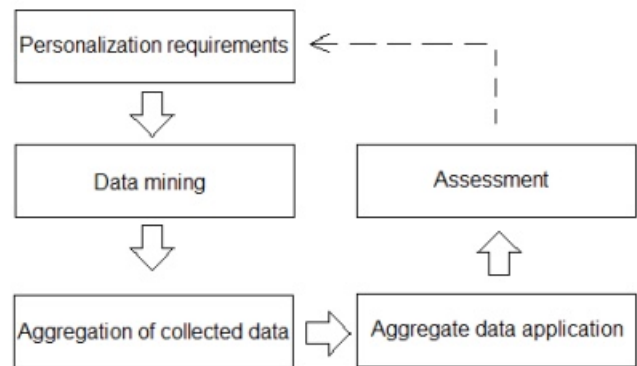 Personalization requirements
Data mining
Assessment
Aggregation of collected data
Aggregate data application